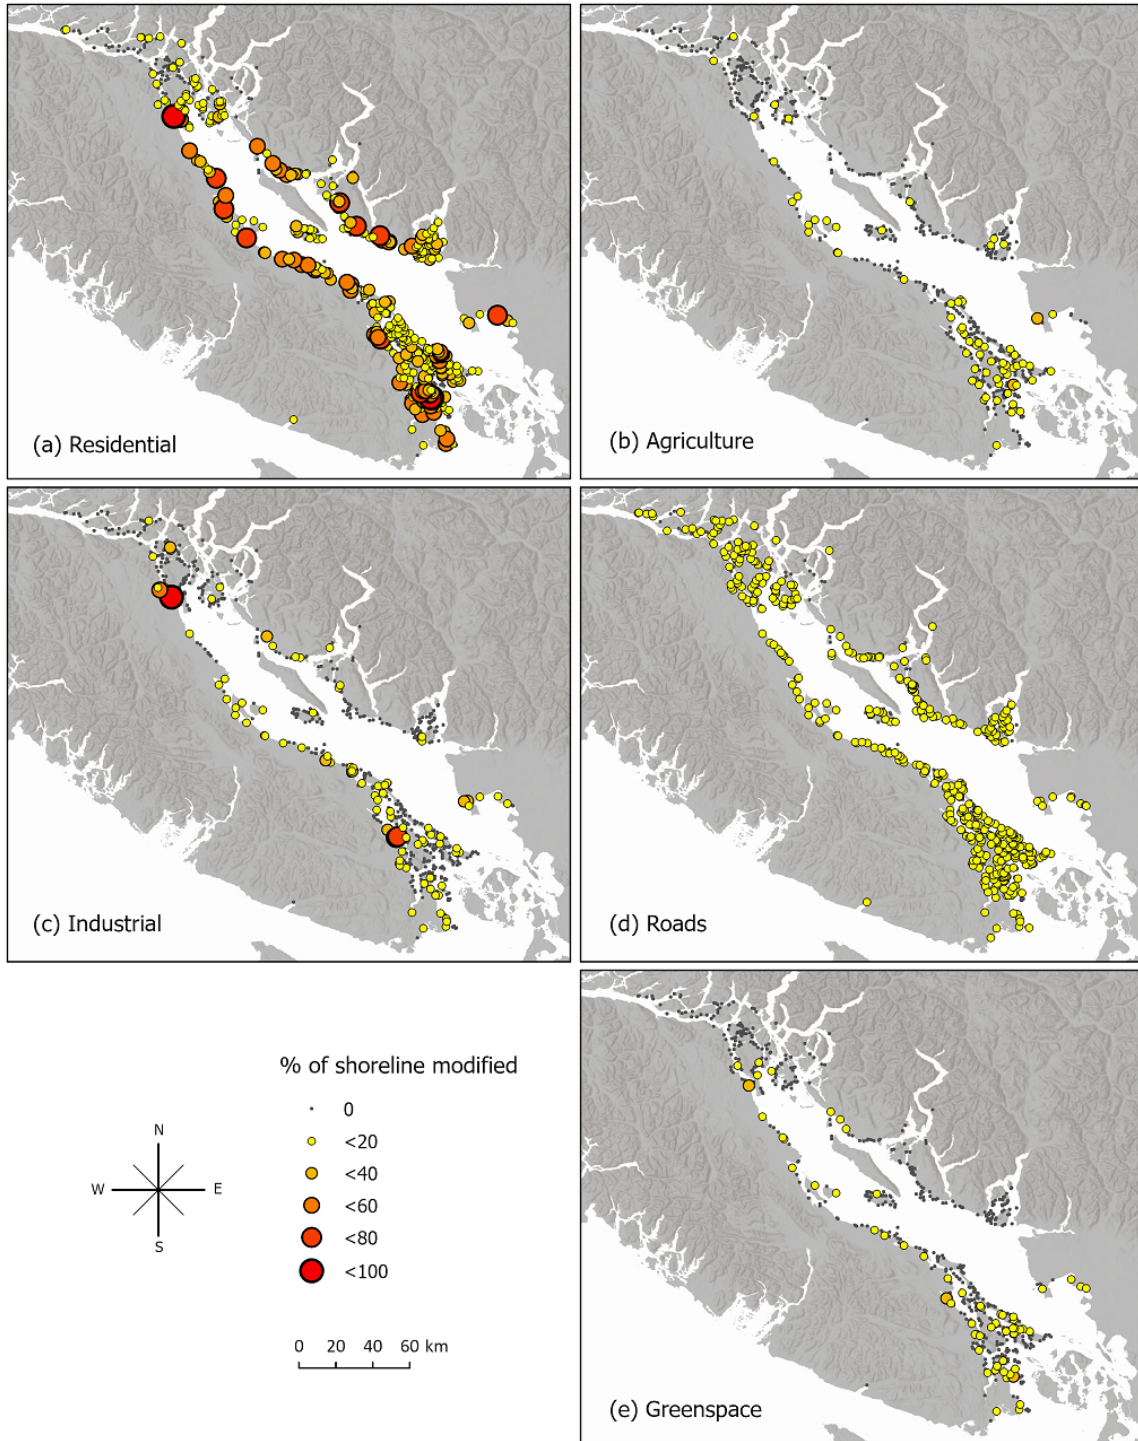 (a) Residential
(b) Agriculture
(c) Industrial
(d) Roads
% of shoreline modified
0
<20
<40
<60
<80
<100
N
W
E
S
0 20 40 60 km
(e) Greenspace